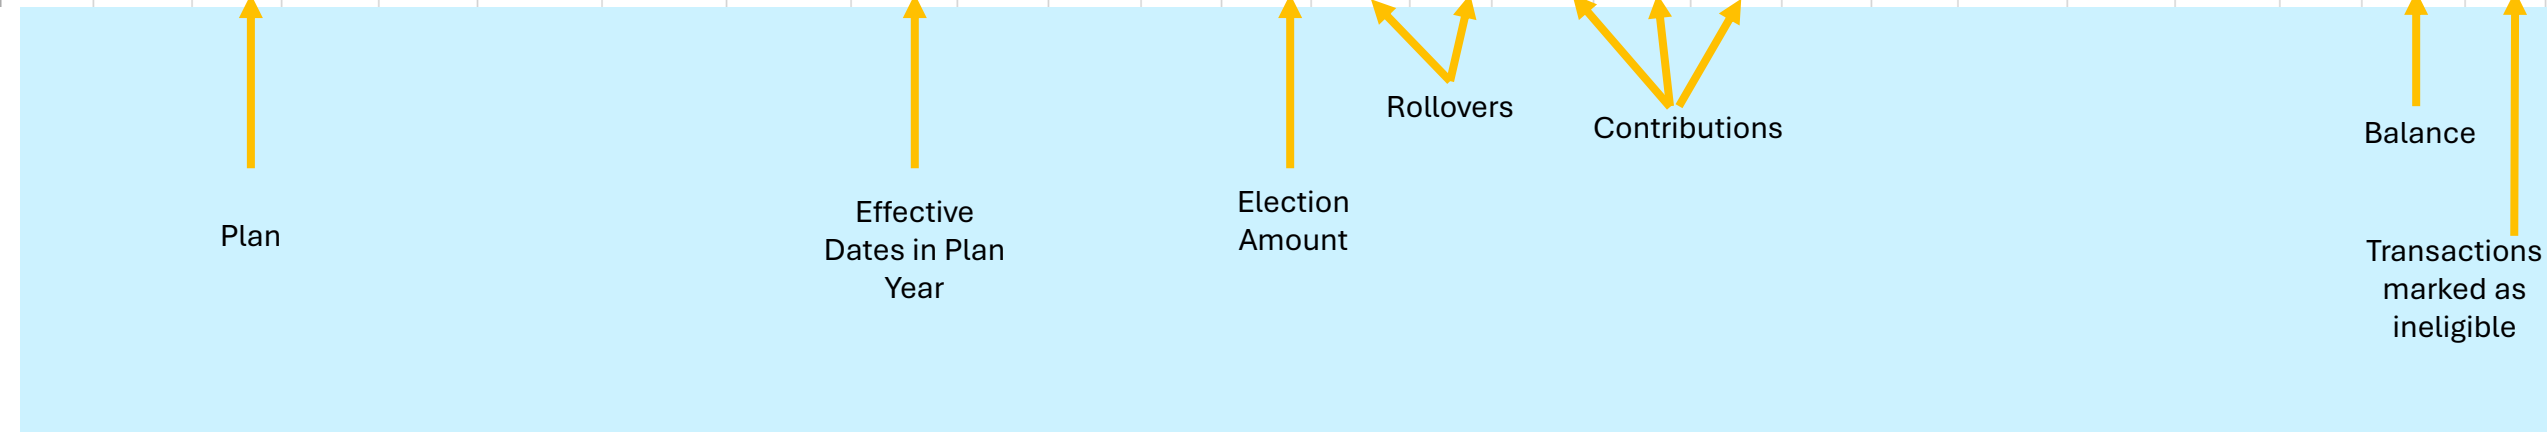 Plan
Effective
Dates in Plan
Year
Election
Amount
Rollovers
Contributions
Balance
Transactions
marked as
ineligible